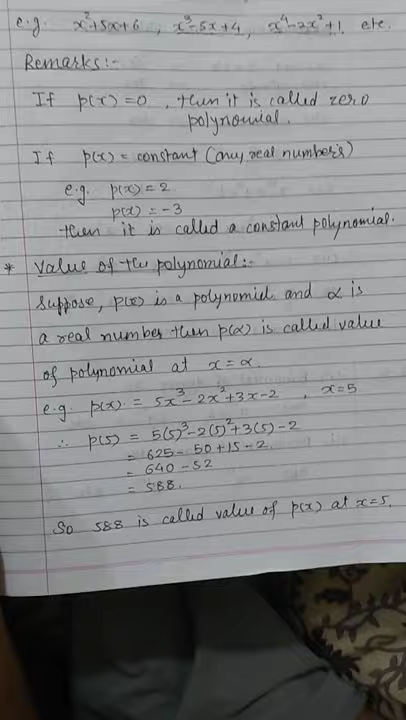 e.g. x²+5x+6 , x³-5x+4, x⁴-2x²+1, etc.
Remarks:-
If p(x)=0 , then it is called zero
polynomial.
If p(x) = constant (any real number's)
e.g. p(x) = 2
p(x) = -3
then it is called a constant polynomial.
* Value of the polynomial:-
Suppose, p(x) is a polynomial and α is
a real number then p(α) is called value
of polynomial at x=α.
e.g. p(x) = 5x³-2x²+3x-2 , x=5
∴ p(5) = 5(5)³-2(5)²+3(5)-2
= 625-50+15-2
= 640-52
= 588.
So 588 is called value of p(x) at x=5.